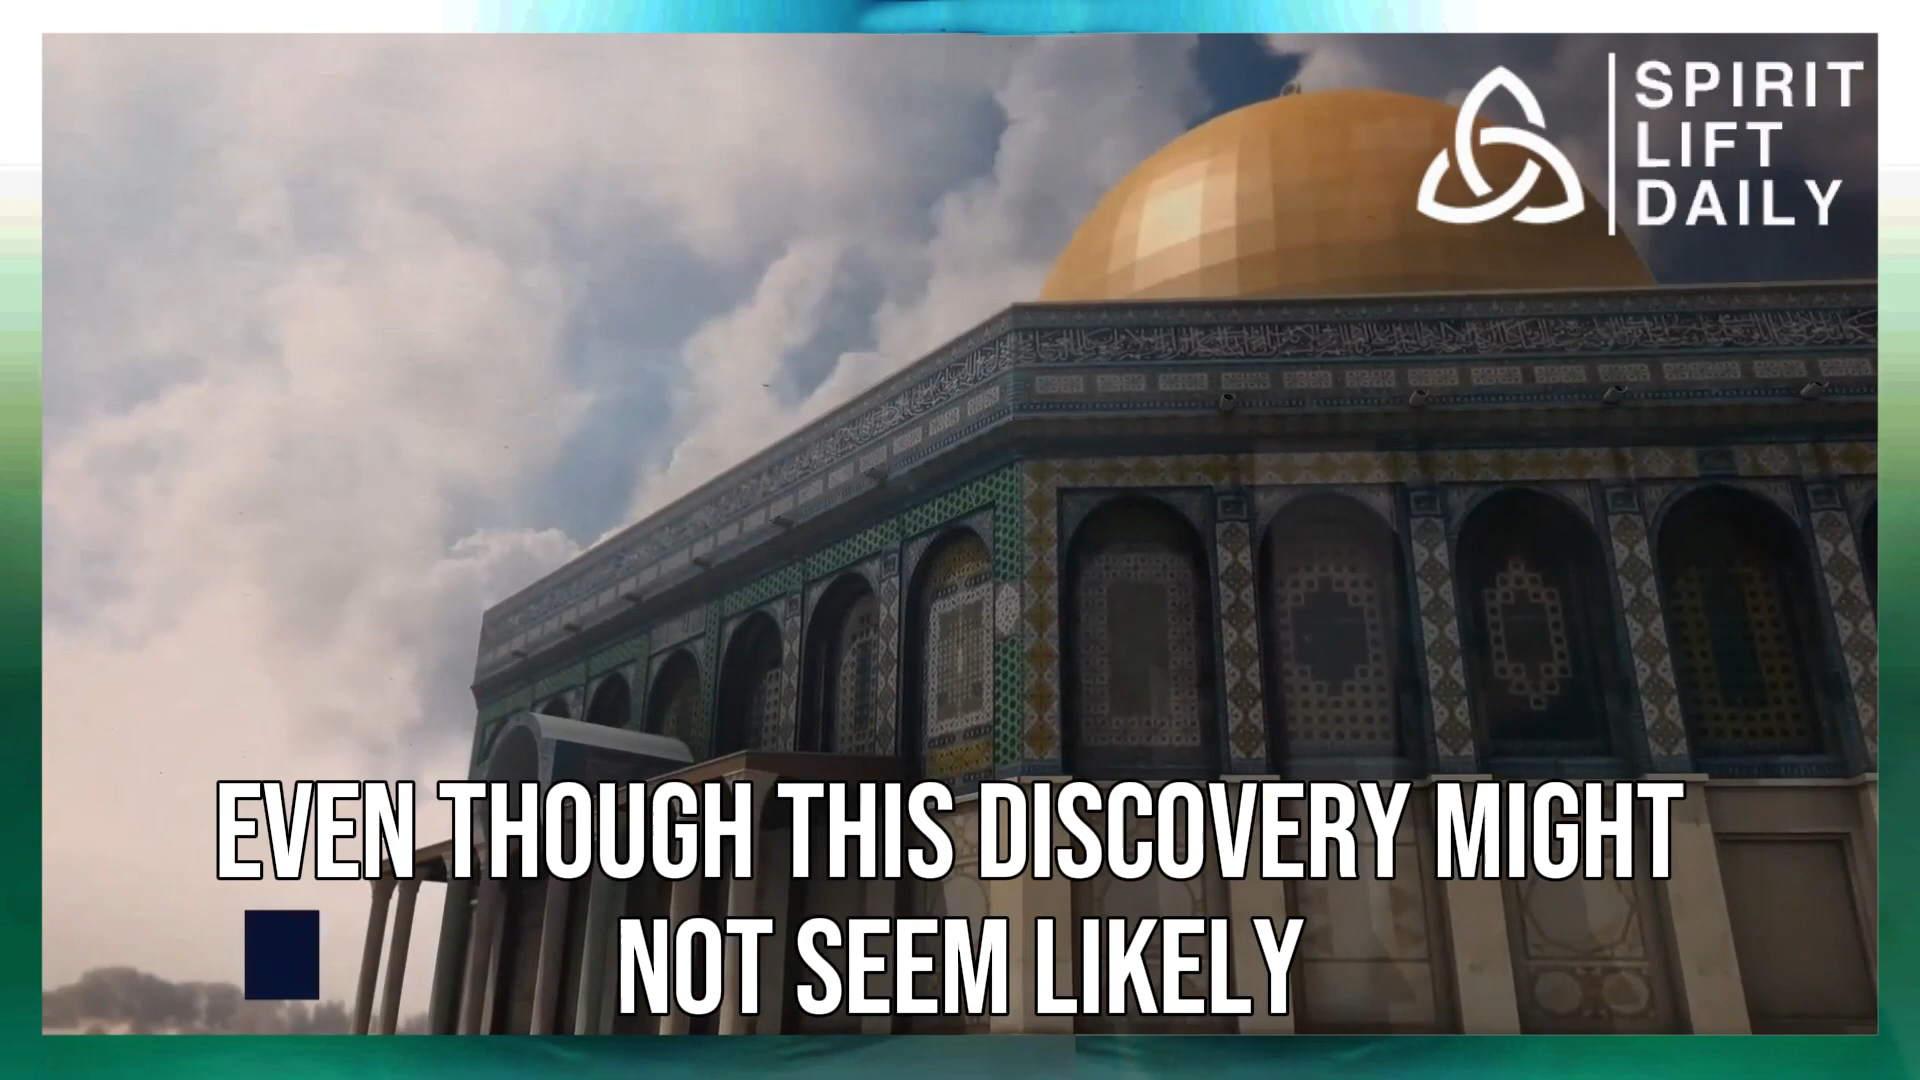 SPIRIT
LIFT
DAILY
EVEN THOUGH THIS DISCOVERY MIGHT
NOT SEEM LIKELY